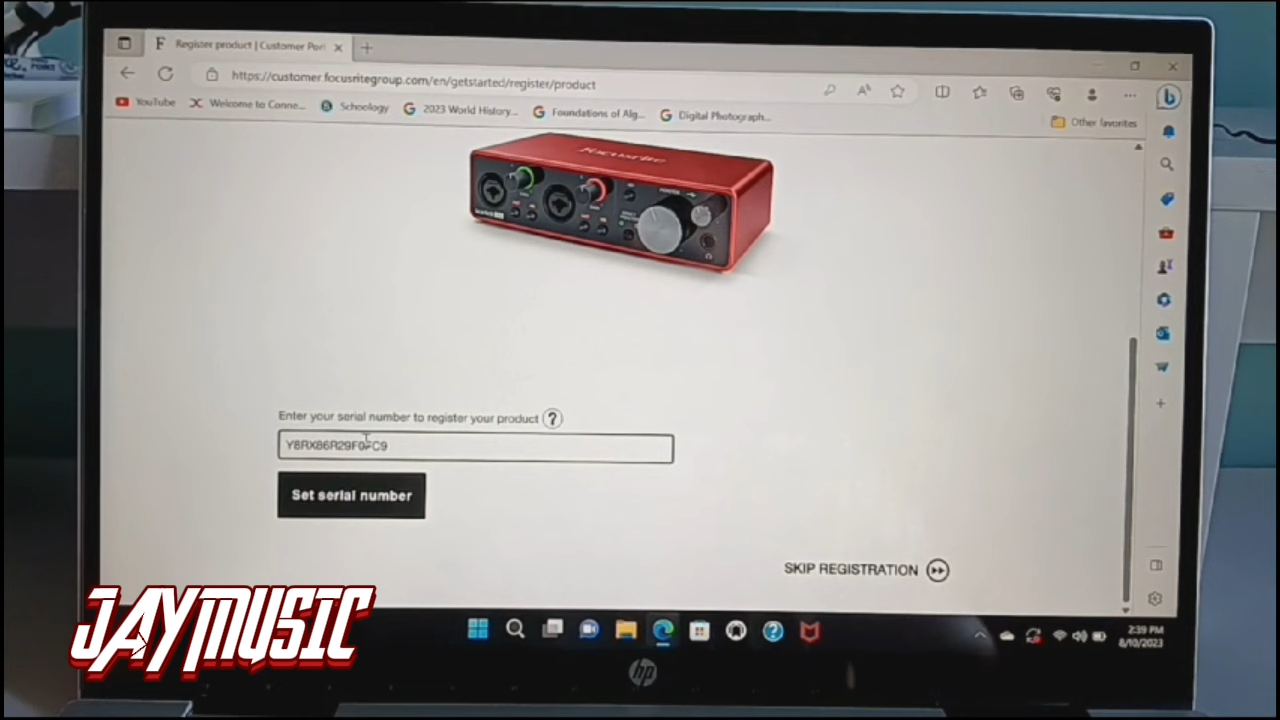 Register product | Customer Port
https://customer.focusritegroup.com/en/getstarted/register/product
YouTube
Welcome to Conne...
Schoology
2023 World History...
Foundations of Alg...
Digital Photograph...
Other favorites
Focusrite
Enter your serial number to register your product ?
Set serial number
SKIP REGISTRATION
JAYMUSIC
2:39 PM
8/10/2023
hp